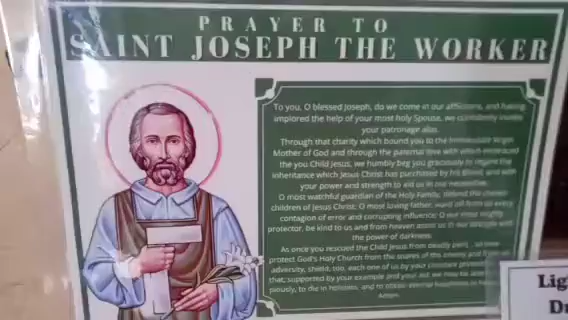 PRAYER TO
SAINT JOSEPH THE WORKER
To you, O blessed Joseph, do we come in our afflictions, and having
implored the help of your most holy Spouse, we confidently invoke
your patronage also.
Through that charity which bound you to the Immaculate Virgin
Mother of God and through the paternal love with which embraced
the you Child Jesus, we humbly beg you graciously to regard the
inheritance which Jesus Christ has purchased by his Blood, and with
your power and strength to aid us in our necessities.
O most watchful guardian of the Holy Family, defend the chosen
children of Jesus Christ; O most loving father, ward off from us every
contagion of error and corrupting influence; O our most mighty
protector, be kind to us and from heaven assist us in our struggle with
the power of darkness.
As once you rescued the Child Jesus from deadly peril, so now
protect God's Holy Church from the snares of the enemy and from all
adversity; shield, too, each one of us by your constant
that, supported by your example and your aid, we may be able to
piously, to die in holiness, and to obtain eternal happiness in
Amen.
Lig